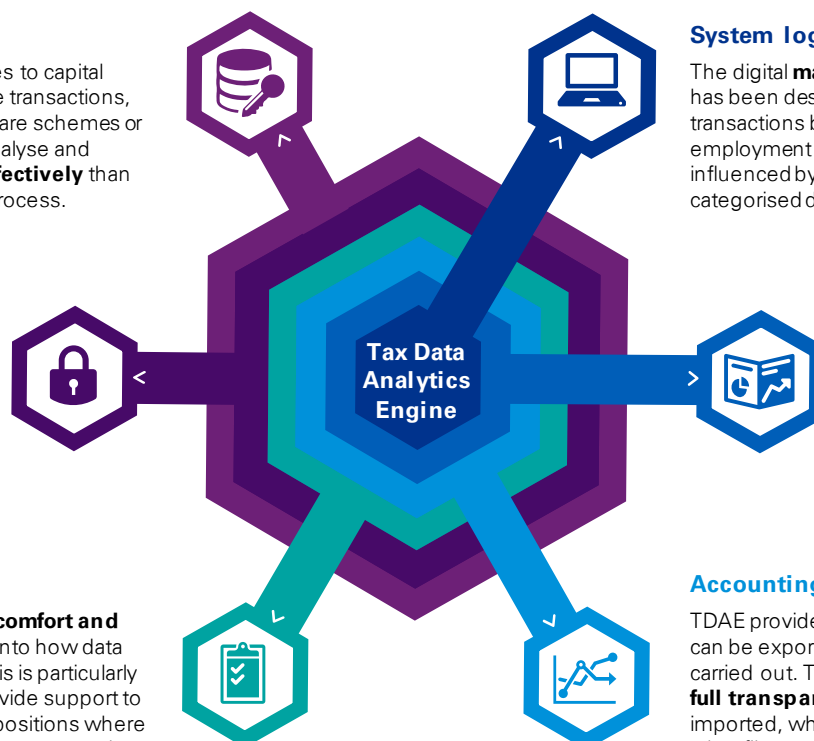 es to capital
e transactions,
are schemes or
alyse and
fectively than
rocess.
System log
The digital ma
has been des
transactions b
employment
influenced by
categorised d
Tax Data
Analytics
Engine
comfort and
nto how data
is is particularly
vide support to
positions where
Accounting
TDAE provide
can be expor
carried out. T
full transpar
imported, wh